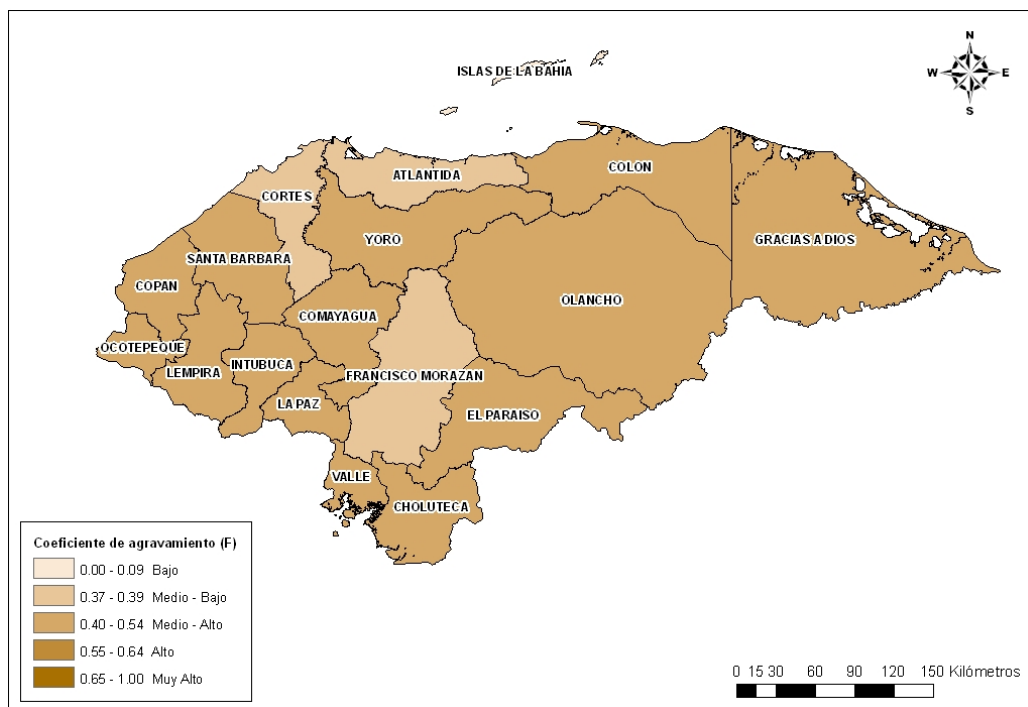 N
W E
S
ISLAS DE LA BAHIA
ATLANTIDA
COLON
CORTES
YORO
GRACIAS A DIOS
SANTA BARBARA
COPAN
OLANCHO
COMAYAGUA
OCOTEPEQUE
INTUBUCA
LEMPIRA
FRANCISCO MORAZAN
LA PAZ
EL PARAISO
VALLE
CHOLUTECA
Coeficiente de agravamiento (F)
0.00 - 0.09 Bajo
0.37 - 0.39 Medio - Bajo
0.40 - 0.54 Medio - Alto
0.55 - 0.64 Alto
0.65 - 1.00 Muy Alto
0 15 30 60 90 120 150 Kilómetros